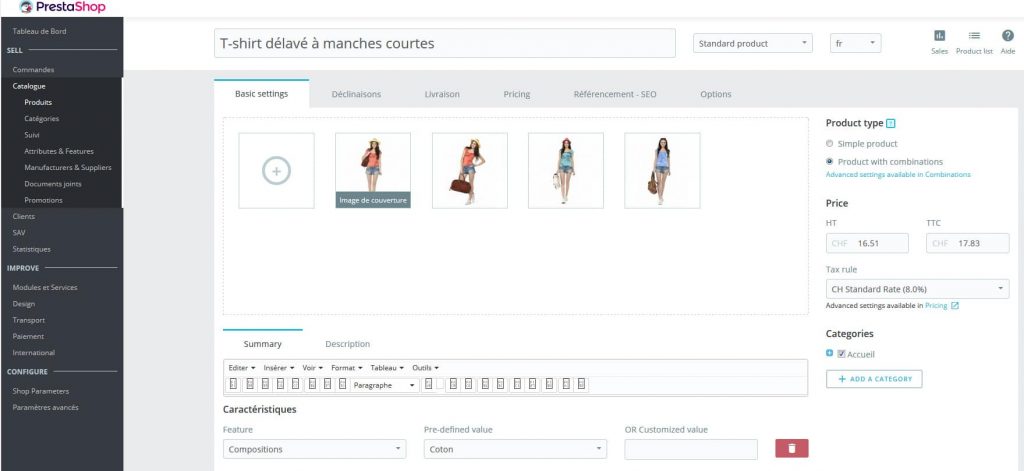 PrestaShop
Tableau de Bord
SELL
Commandes
Catalogue
Produits
Catégories
Suivi
Attributes & Features
Manufacturers & Suppliers
Documents joints
Promotions
Clients
SAV
Statistiques
IMPROVE
Modules et Services
Design
Transport
Paiement
International
CONFIGURE
Shop Parameters
Paramètres avancés
T-shirt délavé à manches courtes
Standard product
fr
Sales
Product list
Aide
Basic settings
Déclinaisons
Livraison
Pricing
Référencement - SEO
Options
Image de couverture
Product type ?
Simple product
Product with combinations
Advanced settings available in Combinations
Price
HT
TTC
CHF 16.51
CHF 17.83
Tax rule
CH Standard Rate (8.0%)
Advanced settings available in Pricing
Categories
Accueil
+ ADD A CATEGORY
Summary
Description
Editer Insérer Voir Format Tableau Outils
Paragraphe
Caractéristiques
Feature
Pre-defined value
OR Customized value
Compositions
Coton